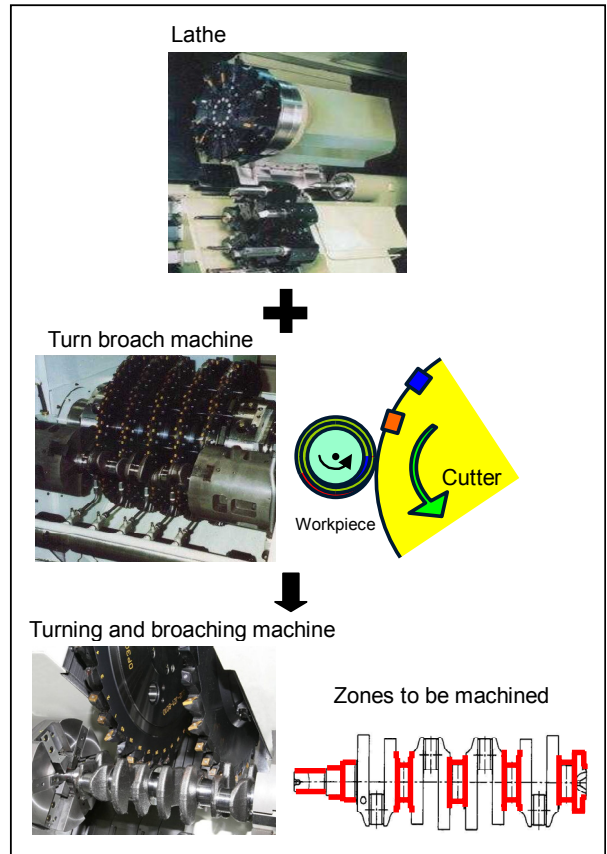 Lathe
Turn broach machine
Cutter
Workpiece
Turning and broaching machine
Zones to be machined